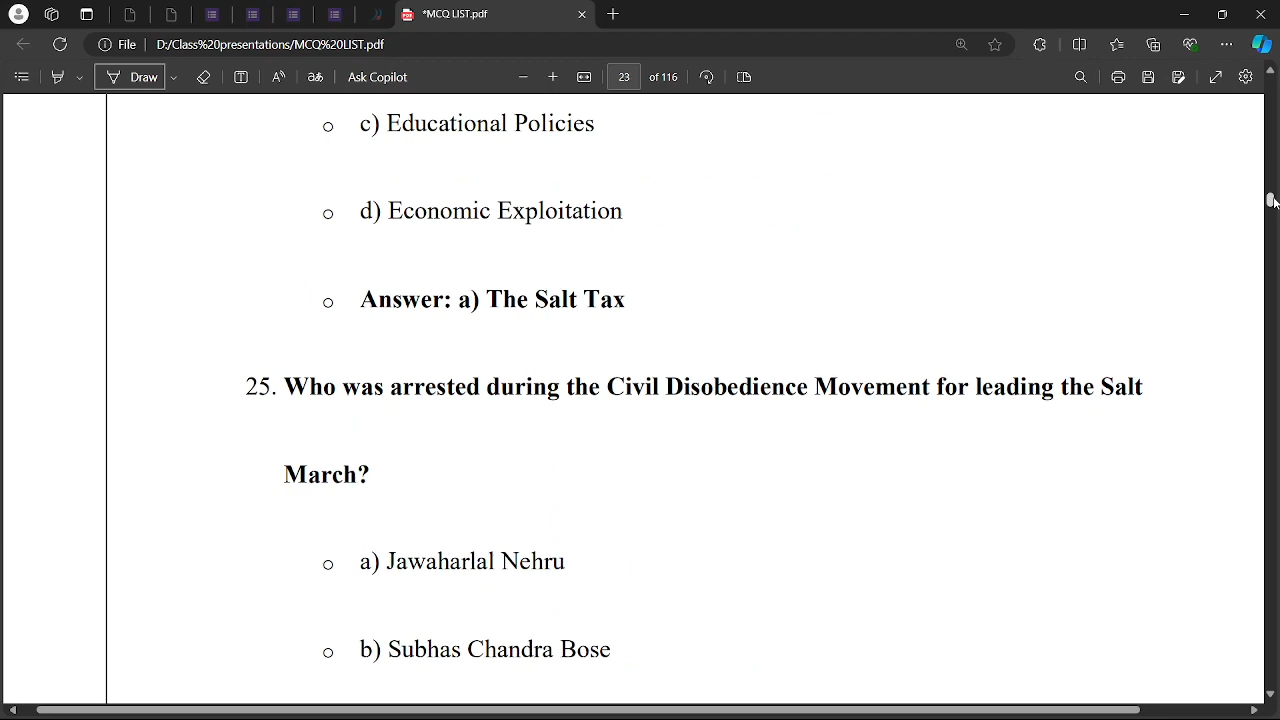 *MCQ LIST.pdf
File
D:/Class%20presentations/MCQ%20LIST.pdf
Draw
Ask Copilot
23 of 116
c) Educational Policies
d) Economic Exploitation
Answer: a) The Salt Tax
25. Who was arrested during the Civil Disobedience Movement for leading the Salt
March?
a) Jawaharlal Nehru
b) Subhas Chandra Bose